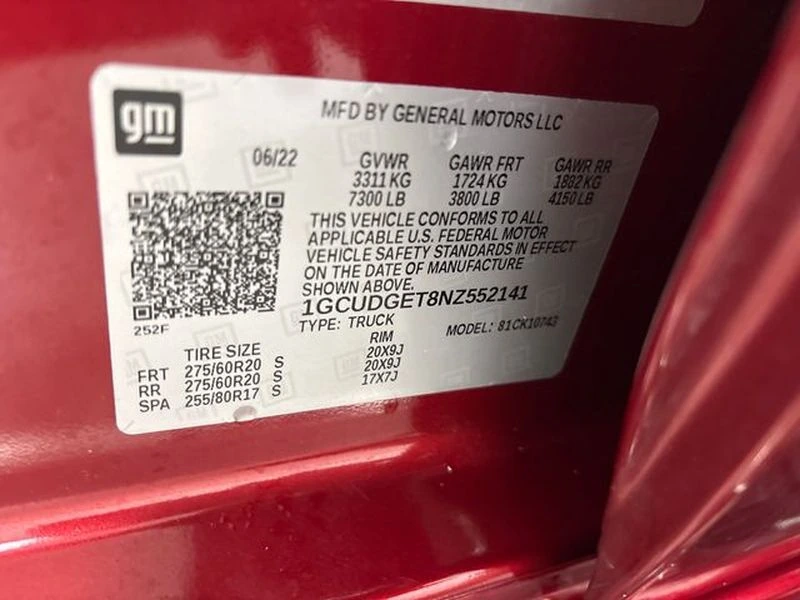 gm
MFD BY GENERAL MOTORS LLC
06/22 GVWR GAWR FRT GAWR RR
3311 KG 1724 KG 1882 KG
7300 LB 3800 LB 4150 LB
THIS VEHICLE CONFORMS TO ALL
APPLICABLE U.S. FEDERAL MOTOR
VEHICLE SAFETY STANDARDS IN EFFECT
ON THE DATE OF MANUFACTURE
SHOWN ABOVE.
1GCUDGET8NZ552141
TYPE: TRUCK MODEL: 81CK10743
252F
TIRE SIZE RIM
FRT 275/60R20 S 20X9J
RR 275/60R20 S 20X9J
SPA 255/80R17 S 17X7J